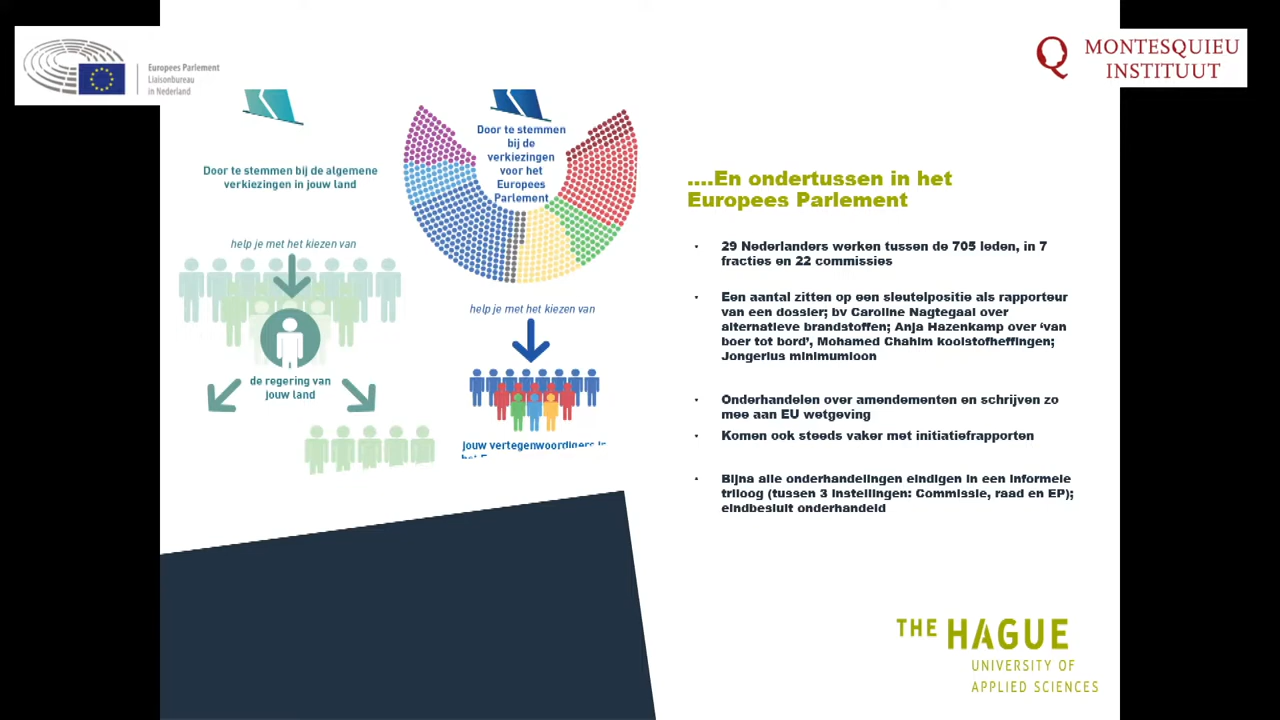 Europees Parlement
Liaisonbureau
in Nederland
MONTESQUIEU
INSTITUUT
Door te stemmen bij de algemene
verkiezingen in jouw land
help je met het kiezen van
de regering van
jouw land
Door te stemmen
bij de
verkiezingen
voor het
Europees
Parlement
help je met het kiezen van
jouw vertegenwoordigers in
....En ondertussen in het
Europees Parlement
• 29 Nederlanders werken tussen de 705 leden, in 7
fracties en 22 commissies
• Een aantal zitten op een sleutelpositie als rapporteur
van een dossier; bv Caroline Nagtegaal over
alternatieve brandstoffen; Anja Hazenkamp over ‘van
boer tot bord’, Mohamed Chahim koolstofheffingen;
Jongerius minimumloon
• Onderhandelen over amendementen en schrijven zo
mee aan EU wetgeving
• Komen ook steeds vaker met initiatiefrapporten
• Bijna alle onderhandelingen eindigen in een informele
triloog (tussen 3 instellingen: Commissie, raad en EP);
eindbesluit onderhandeld
THE HAGUE
UNIVERSITY OF
APPLIED SCIENCES